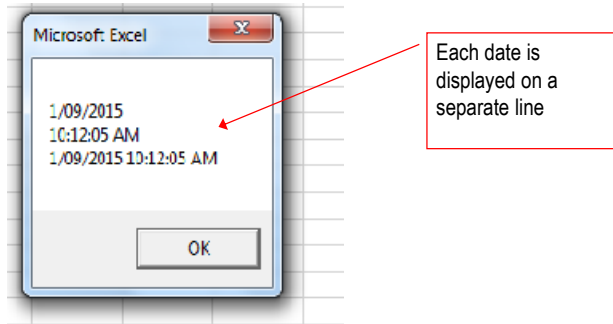 Microsoft Excel
1/09/2015
10:12:05 AM
1/09/2015 10:12:05 AM
OK
Each date is
displayed on a
separate line